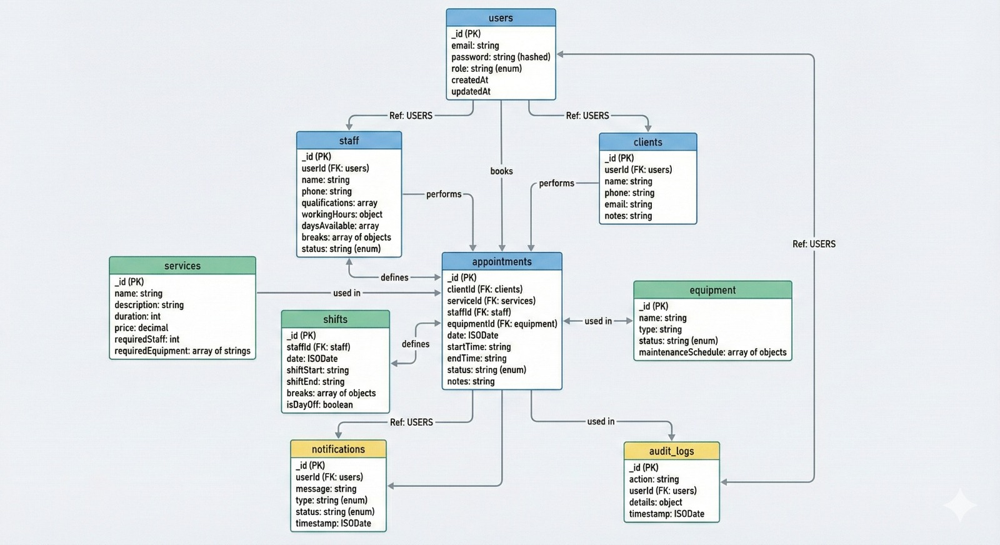 users
_id (PK)
email: string
password: string (hashed)
role: string (enum)
createdAt
updatedAt
Ref: USERS
Ref: USERS
staff
_id (PK)
userId (FK: users)
name: string
phone: string
qualifications: array
workingHours: object
daysAvailable: array
breaks: array of objects
status: string (enum)
clients
_id (PK)
userId (FK: users)
name: string
phone: string
email: string
notes: string
books
performs
performs
Ref: USERS
services
_id (PK)
name: string
description: string
duration: int
price: decimal
requiredStaff: int
requiredEquipment: array of strings
defines
used in
appointments
_id (PK)
clientId (FK: clients)
serviceId (FK: services)
staffId (FK: staff)
equipmentId (FK: equipment)
date: ISODate
startTime: string
endTime: string
status: string (enum)
notes: string
used in
equipment
_id (PK)
name: string
type: string
status: string (enum)
maintenanceSchedule: array of objects
shifts
_id (PK)
staffId (FK: staff)
date: ISODate
shiftStart: string
shiftEnd: string
breaks: array of objects
isDayOff: boolean
defines
Ref: USERS
used in
notifications
_id (PK)
userId (FK: users)
message: string
type: string (enum)
status: string (enum)
timestamp: ISODate
audit_logs
_id (PK)
action: string
userId (FK: users)
details: object
timestamp: ISODate